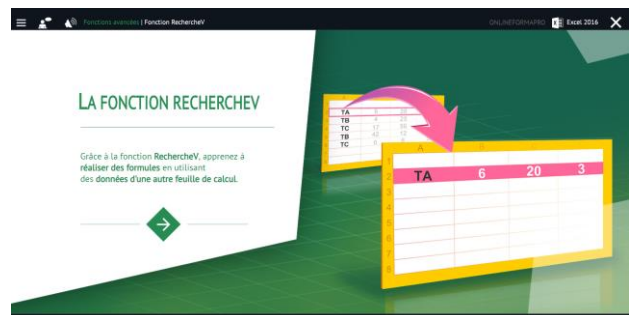 Fonctions avancées | Fonction RechercheV
ONLINEFORMAPRO
Excel 2016
LA FONCTION RECHERCHEV
Grâce à la fonction RechercheV, apprenez à
réaliser des formules en utilisant
des données d'une autre feuille de calcul.
TA
TB
TC
TB
TC
A
1
2 TA 6 20 3
3
4
5
6
7
8